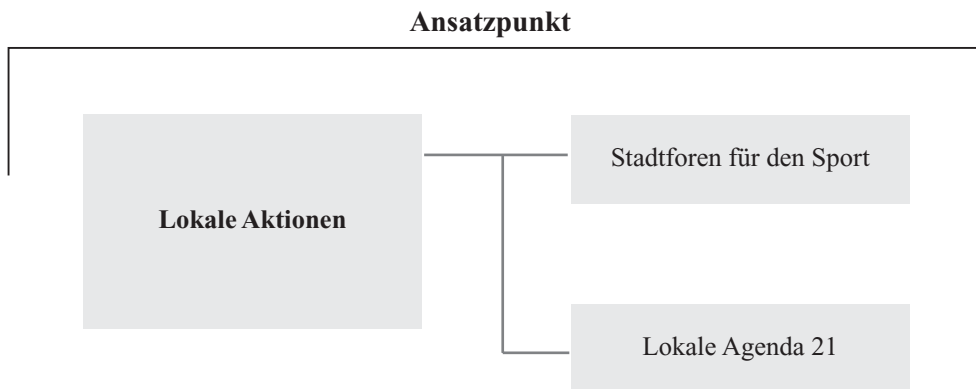 Ansatzpunkt
Stadtforen für den Sport
Lokale Aktionen
Lokale Agenda 21